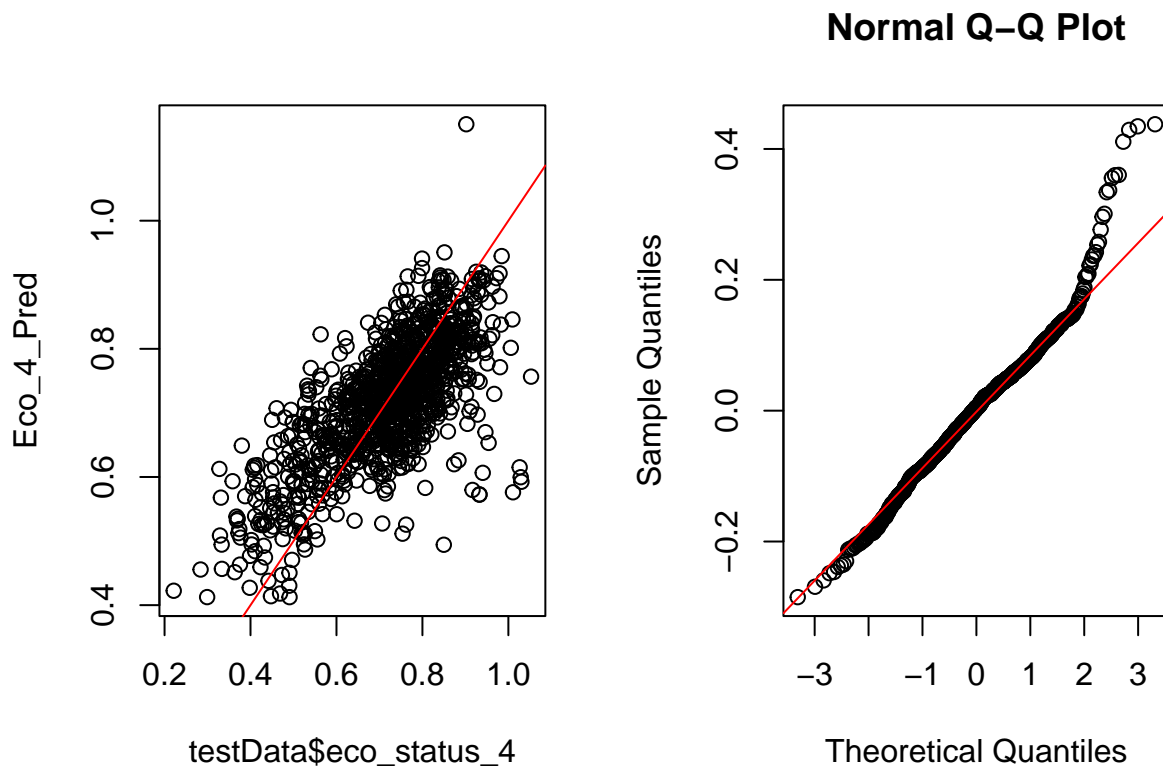 Normal Q−Q Plot
Eco_4_Pred
0.4 0.6 0.8 1.0
0.2 0.4 0.6 0.8 1.0
testData$eco_status_4
Sample Quantiles
−0.2 0.0 0.2 0.4
−3 −1 0 1 2 3
Theoretical Quantiles